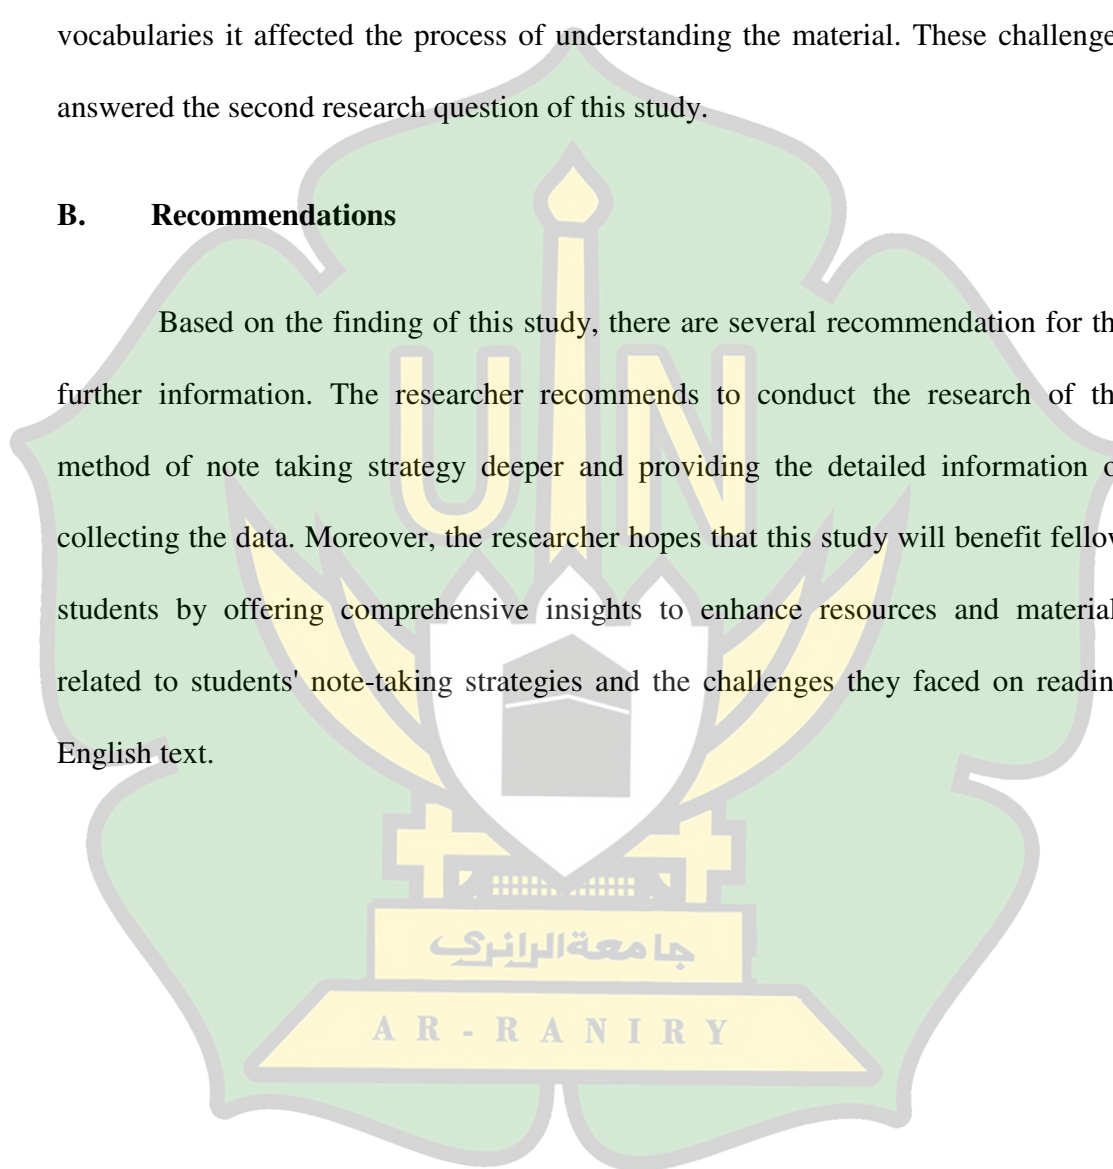 vocabularies it affected the process of understanding the material. These challenge
answered the second research question of this study.
B. Recommendations
Based on the finding of this study, there are several recommendation for th
further information. The researcher recommends to conduct the research of th
method of note taking strategy deeper and providing the detailed information o
collecting the data. Moreover, the researcher hopes that this study will benefit fellow
students by offering comprehensive insights to enhance resources and material
related to students' note-taking strategies and the challenges they faced on readin
English text.
UIN
جامعة الرانري
AR-RANIRY